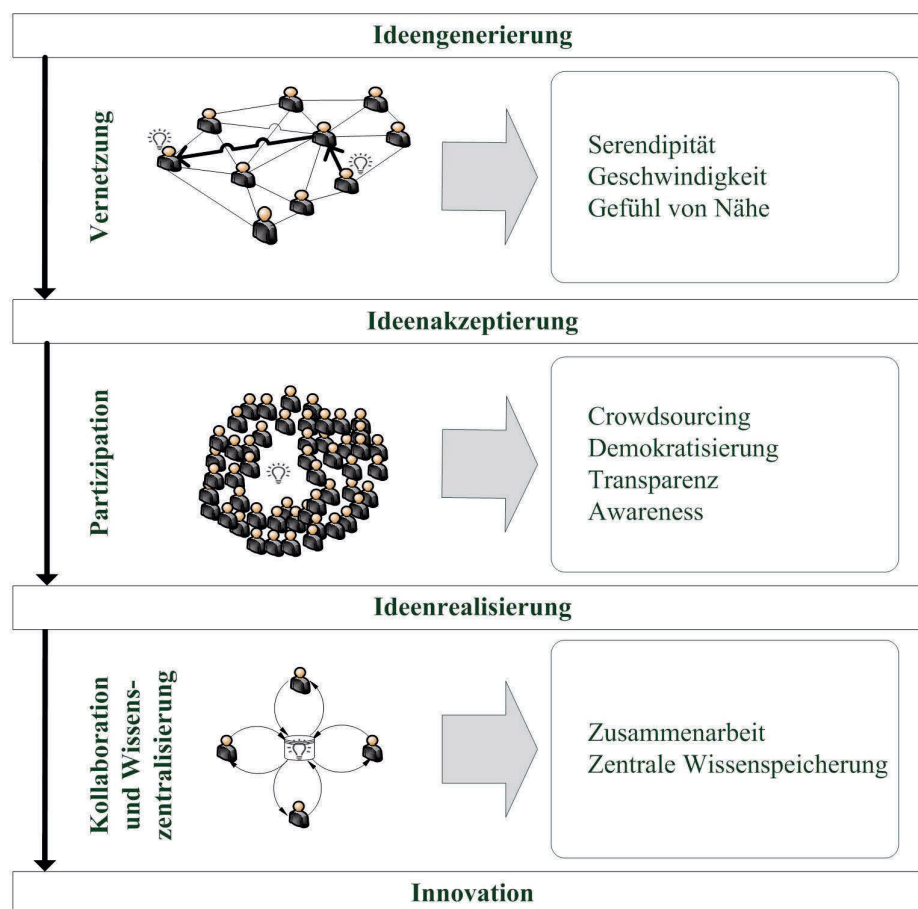 Ideengenerierung
Vernetzung
Serendipität
Geschwindigkeit
Gefühl von Nähe
Ideenakzeptierung
Partizipation
Crowdsourcing
Demokratisierung
Transparenz
Awareness
Ideenrealisierung
Kollaboration
und Wissens-
zentralisierung
Zusammenarbeit
Zentrale Wissenspeicherung
Innovation